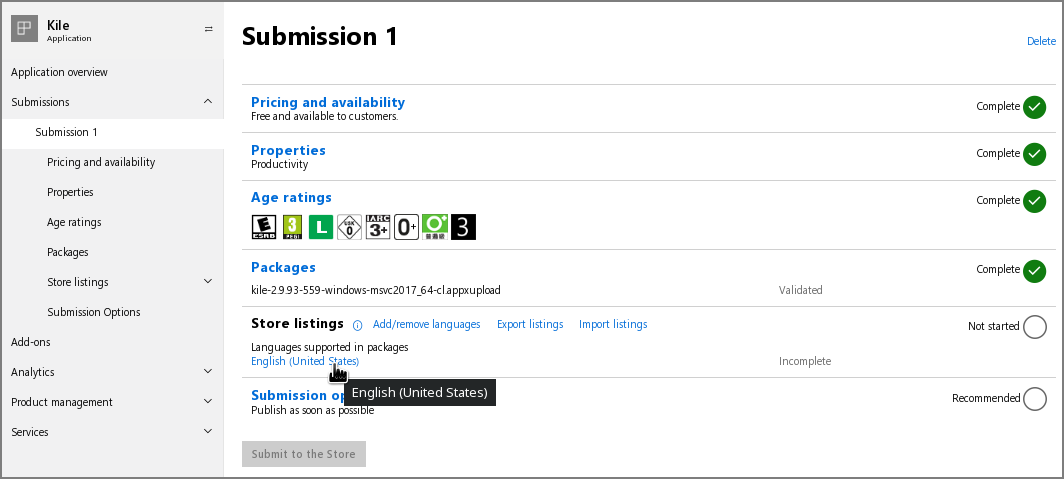 Kile
Application
Application overview
Submissions
Submission 1
Pricing and availability
Properties
Age ratings
Packages
Store listings
Submission Options
Add-ons
Analytics
Product management
Services
Submission 1
Delete
Pricing and availability
Free and available to customers.
Complete
Properties
Productivity
Complete
Age ratings
Complete
E ESRB
3 PEGI
L
USK 0
IARC 3+
0+
普遍級
3
Packages
Complete
kile-2.9.93-559-windows-msvc2017_64-cl.appxupload
Validated
Store listings
Add/remove languages
Export listings
Import listings
Not started
Languages supported in packages
English (United States)
Incomplete
English (United States)
Submission op
Publish as soon as possible
Recommended
Submit to the Store